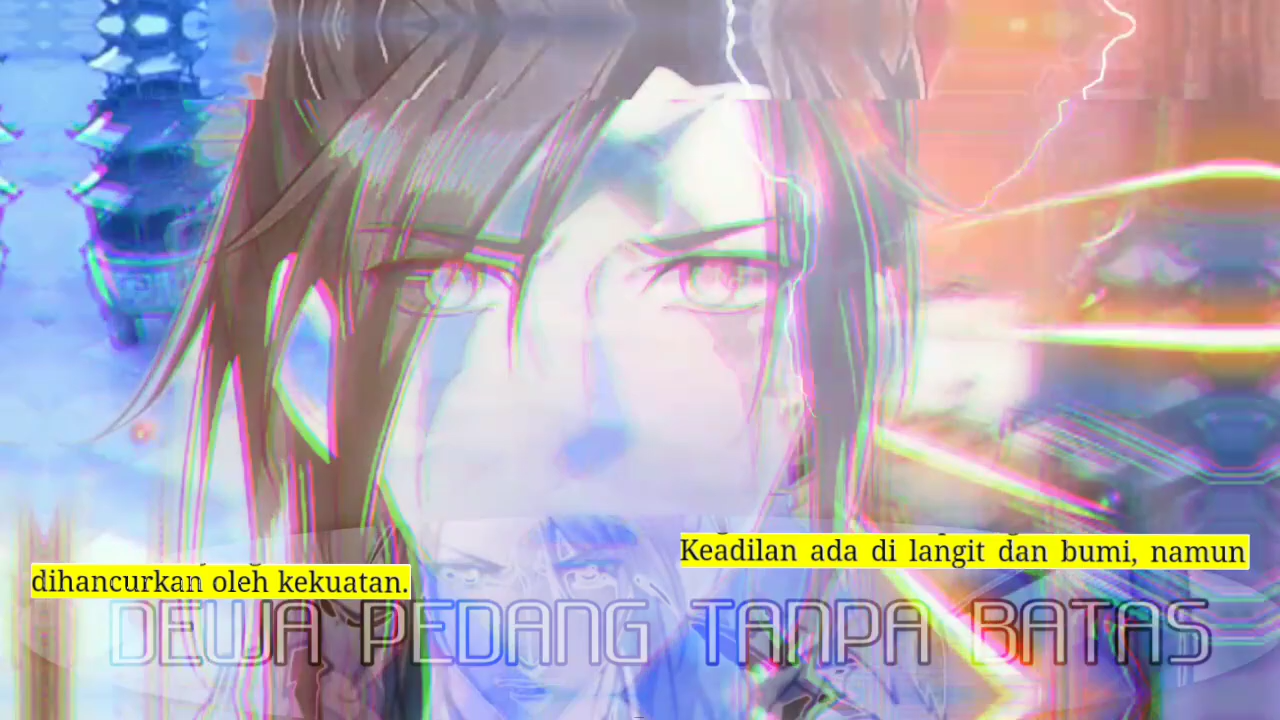 Keadilan ada di langit dan bumi, namun
dihancurkan oleh kekuatan.
DEWA PEDANG TANPA BATAS